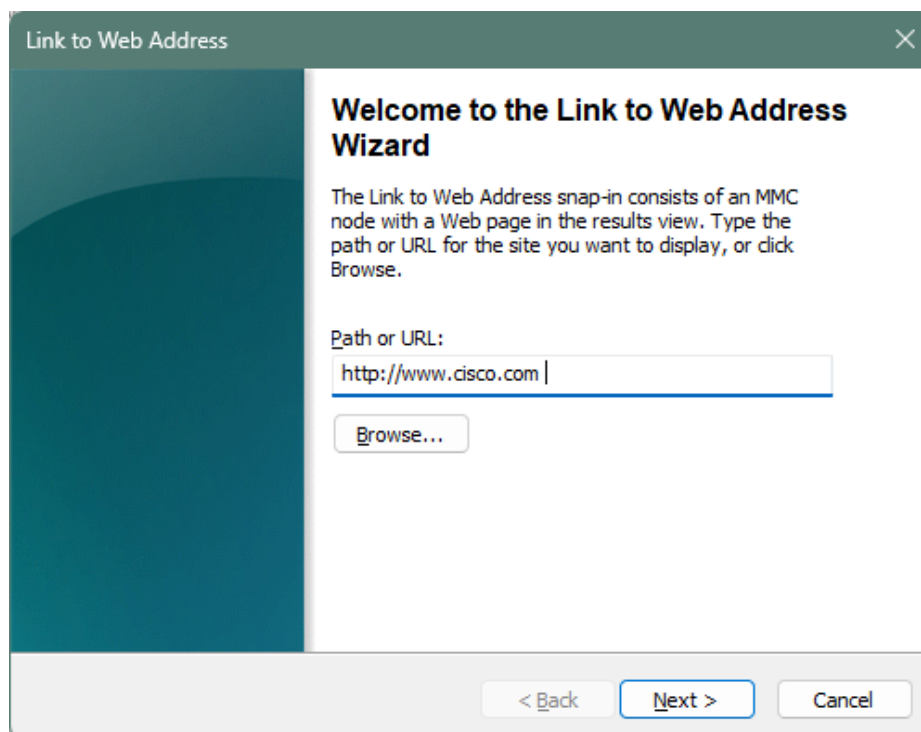 Link to Web Address
Welcome to the Link to Web Address
Wizard
The Link to Web Address snap-in consists of an MMC
node with a Web page in the results view. Type the
path or URL for the site you want to display, or click
Browse.
Path or URL:
http://www.cisco.com
Browse...
< Back
Next >
Cancel